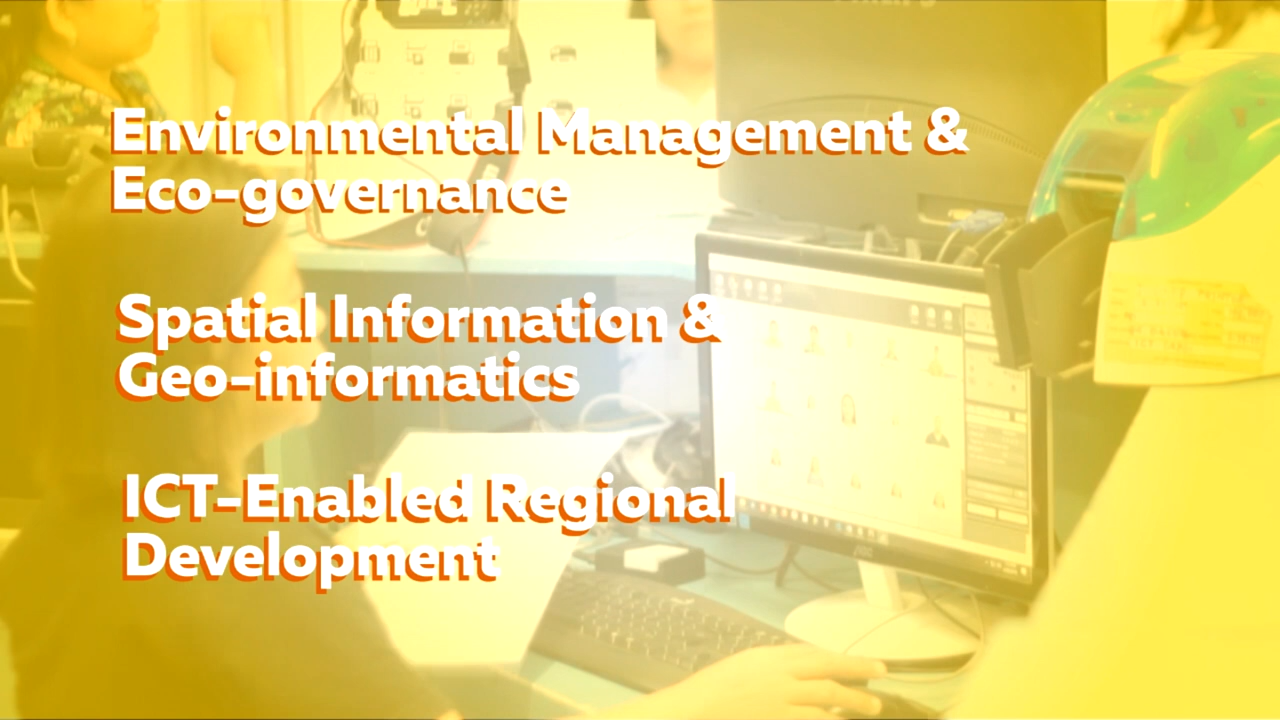 Environmental Management &
Eco-governance
Spatial Information &
Geo-informatics
ICT-Enabled Regional
Development